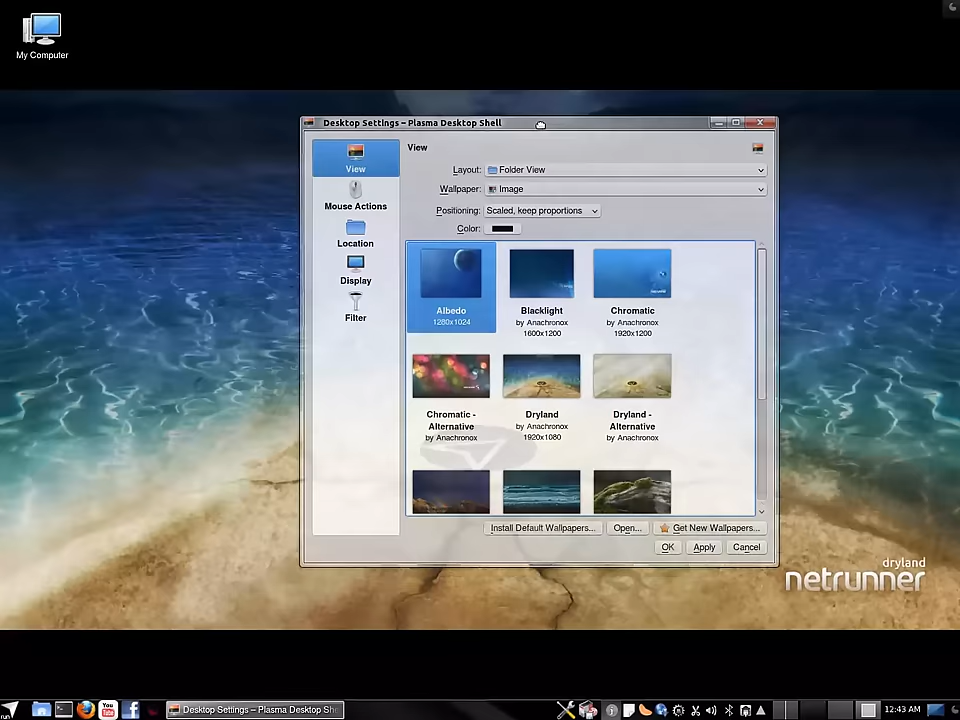 My Computer
Desktop Settings – Plasma Desktop Shell
View
Mouse Actions
Location
Display
Filter
View
Layout: Folder View
Wallpaper: Image
Positioning: Scaled, keep proportions
Color:
Albedo
1280x1024
Blacklight
by Anachronox
1600x1200
Chromatic
by Anachronox
1920x1200
Chromatic -
Alternative
by Anachronox
Dryland
by Anachronox
1920x1080
Dryland -
Alternative
by Anachronox
Install Default Wallpapers...
Open...
Get New Wallpapers...
OK
Apply
Cancel
dryland
netrunner
run
You
Tube
Desktop Settings – Plasma Desktop She
12:43 AM